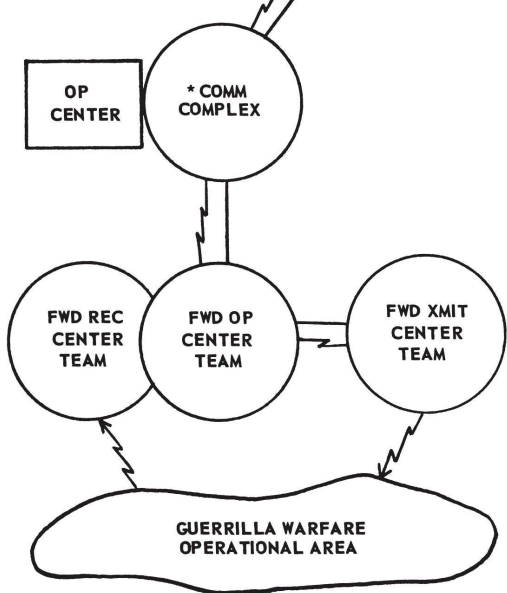 OP
CENTER
* COMM
COMPLEX
FWD REC
CENTER
TEAM
FWD OP
CENTER
TEAM
FWD XMIT
CENTER
TEAM
GUERRILLA WARFARE
OPERATIONAL AREA